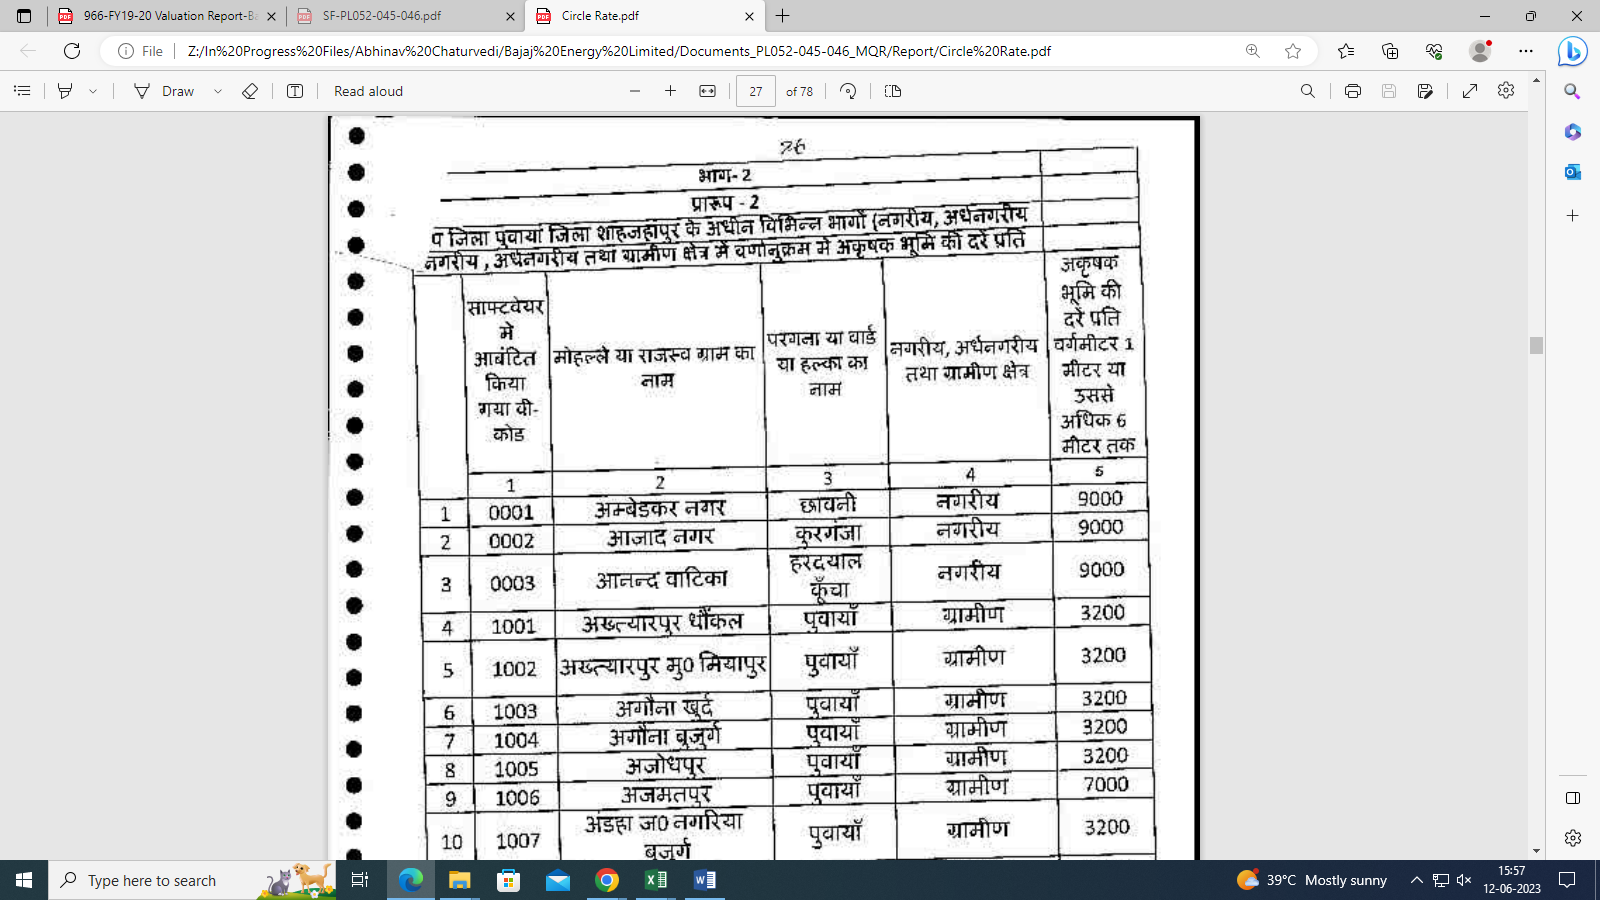 966-FY19-20 Valuation Report-Ba
SF-PL052-045-046.pdf
Circle Rate.pdf
File
Z:/In%20Progress%20Files/Abhinav%20Chaturvedi/Bajaj%20Energy%20Limited/Documents_PL052-045-046_MQR/Report/Circle%20Rate.pdf
Draw
Read aloud
27
of 78
26
भाग- 2
प्रारूप - 2
प जिला पुवायां जिला शाहजहांपुर के अधीन विभिन्न भागों (नगरीय, अर्धनगरीय
नगरीय , अर्धनगरीय तथा ग्रामीण क्षेत्र में वर्णानुक्रम मे अकृषक भूमि की दरें प्रति
साफ्टवेयर
मे
आबंटित
किया
गया वी-
कोड
मोहल्ले या राजस्व ग्राम का
नाम
परगना या वार्ड
या हल्का का
नाम
नगरीय, अर्धनगरीय
तथा ग्रामीण क्षेत्र
अकृषक
भूमि की
दरें प्रति
वर्गमीटर 1
मीटर या
उससे
अधिक 6
मीटर तक
1 2 3 4 5
1 0001 अम्बेडकर नगर छावनी नगरीय 9000
2 0002 आज़ाद नगर कुरगंजा नगरीय 9000
3 0003 आनन्द वाटिका हरदयाल कूँचा नगरीय 9000
4 1001 अख्त्यारपुर धौंकल पुवायाँ ग्रामीण 3200
5 1002 अख्त्यारपुर मु0 मियापुर पुवायाँ ग्रामीण 3200
6 1003 अगौना खुर्द पुवायाँ ग्रामीण 3200
7 1004 अगौना बुजुर्ग पुवायाँ ग्रामीण 3200
8 1005 अजोधपुर पुवायाँ ग्रामीण 3200
9 1006 अजमतपुर पुवायाँ ग्रामीण 7000
10 1007 अंडहा ज0 नगरिया बुजुर्ग पुवायाँ ग्रामीण 3200
Type here to search
39°C Mostly sunny
15:57
12-06-2023